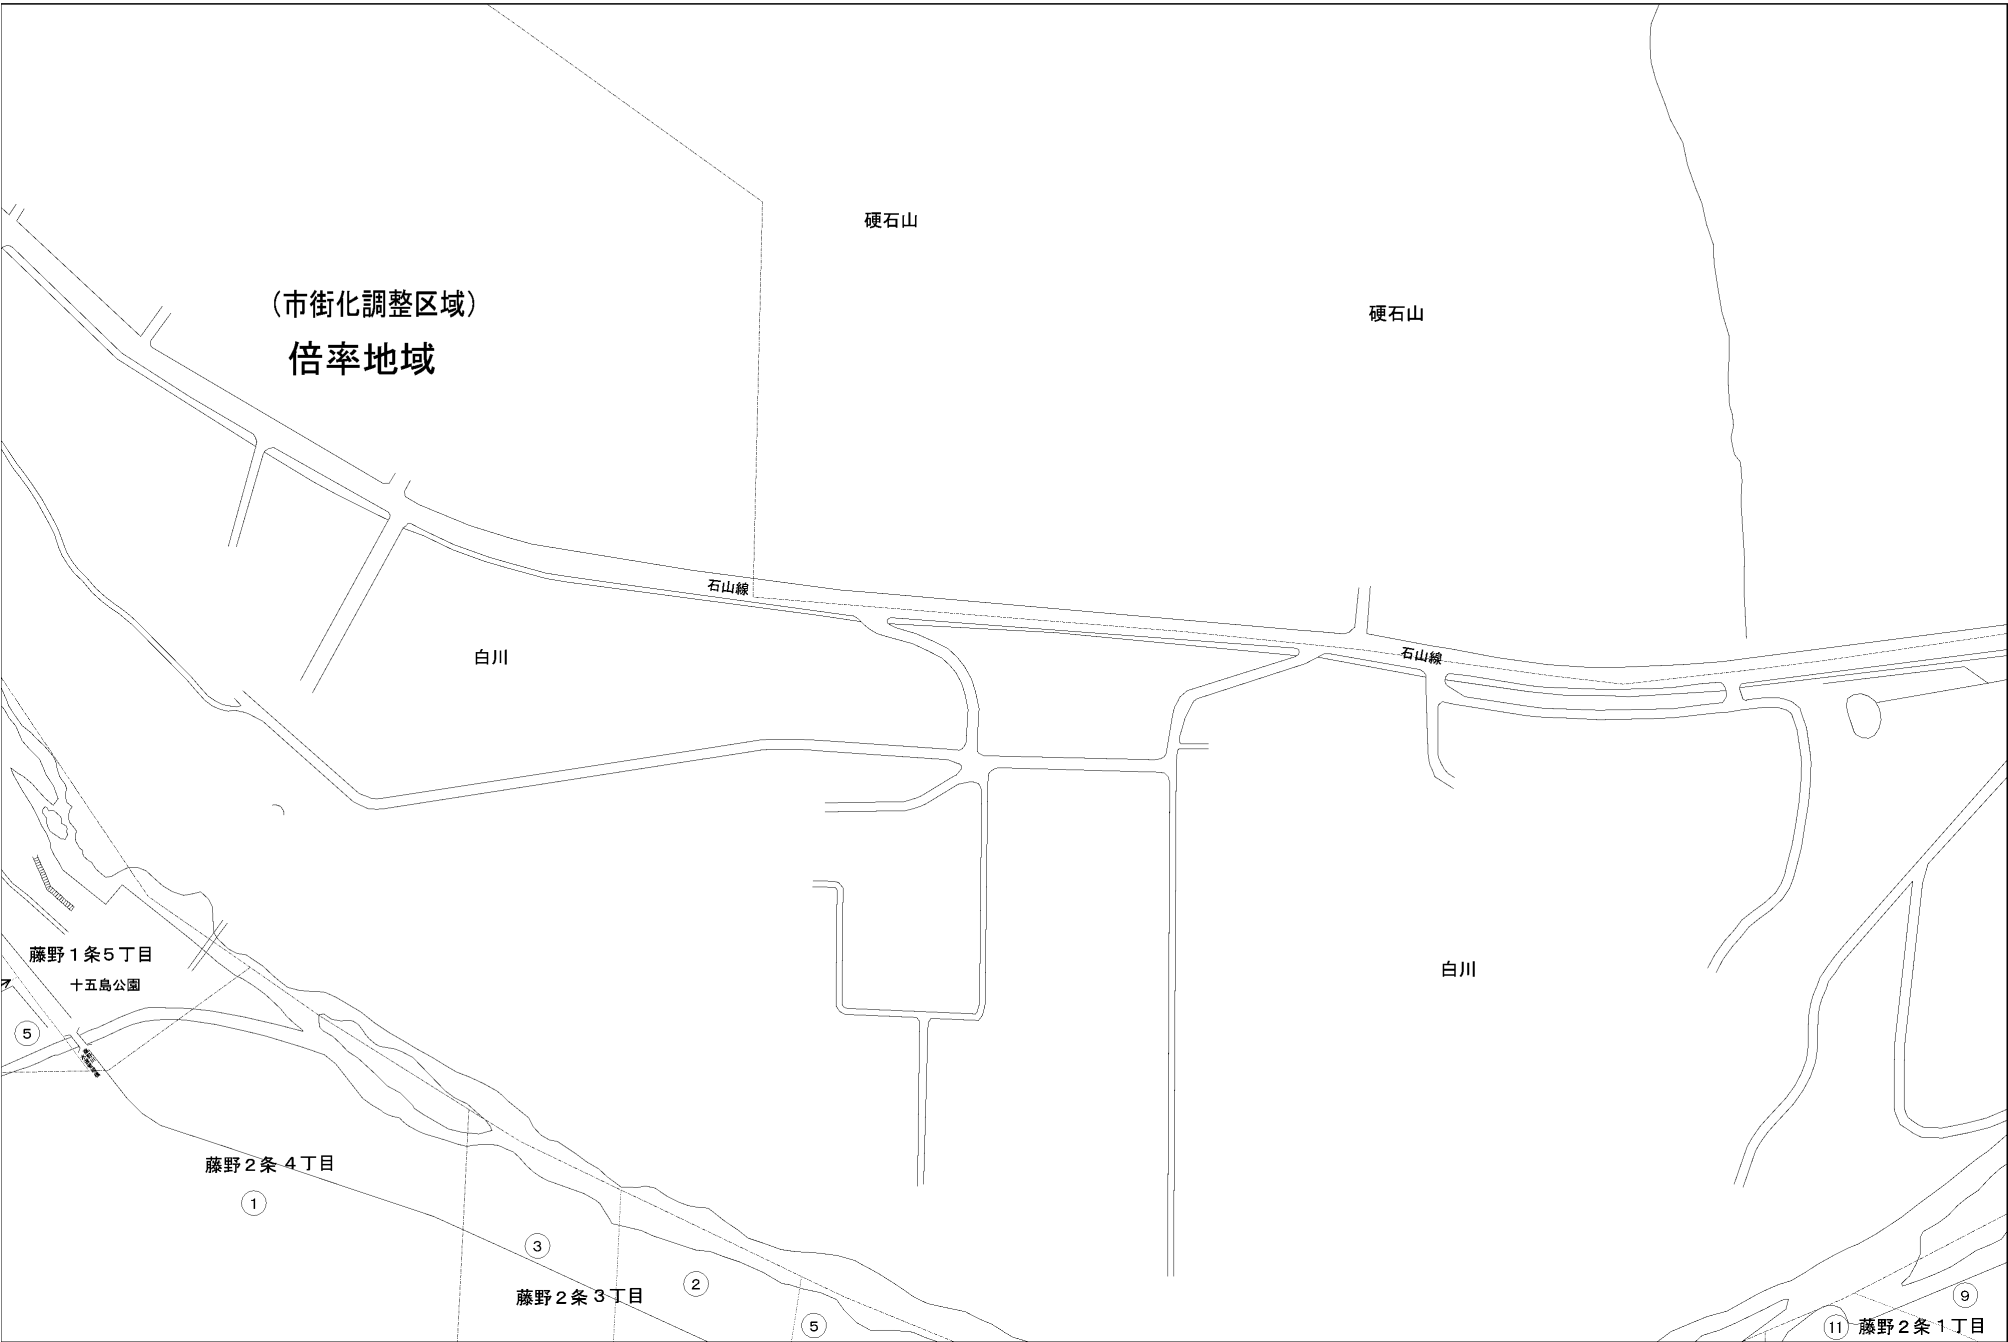 硬石山
（市街化調整区域）
倍率地域
硬石山
石山線
白川
石山線
藤野１条５丁目
十五島公園
白川
⑤
藤野２条４丁目
①
③
②
藤野２条３丁目
⑨
⑤
⑪
藤野２条１丁目